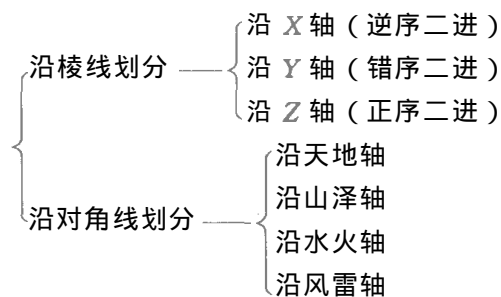 沿棱线划分
沿 X 轴（逆序二进）
沿 Y 轴（错序二进）
沿 Z 轴（正序二进）
沿对角线划分
沿天地轴
沿山泽轴
沿水火轴
沿风雷轴